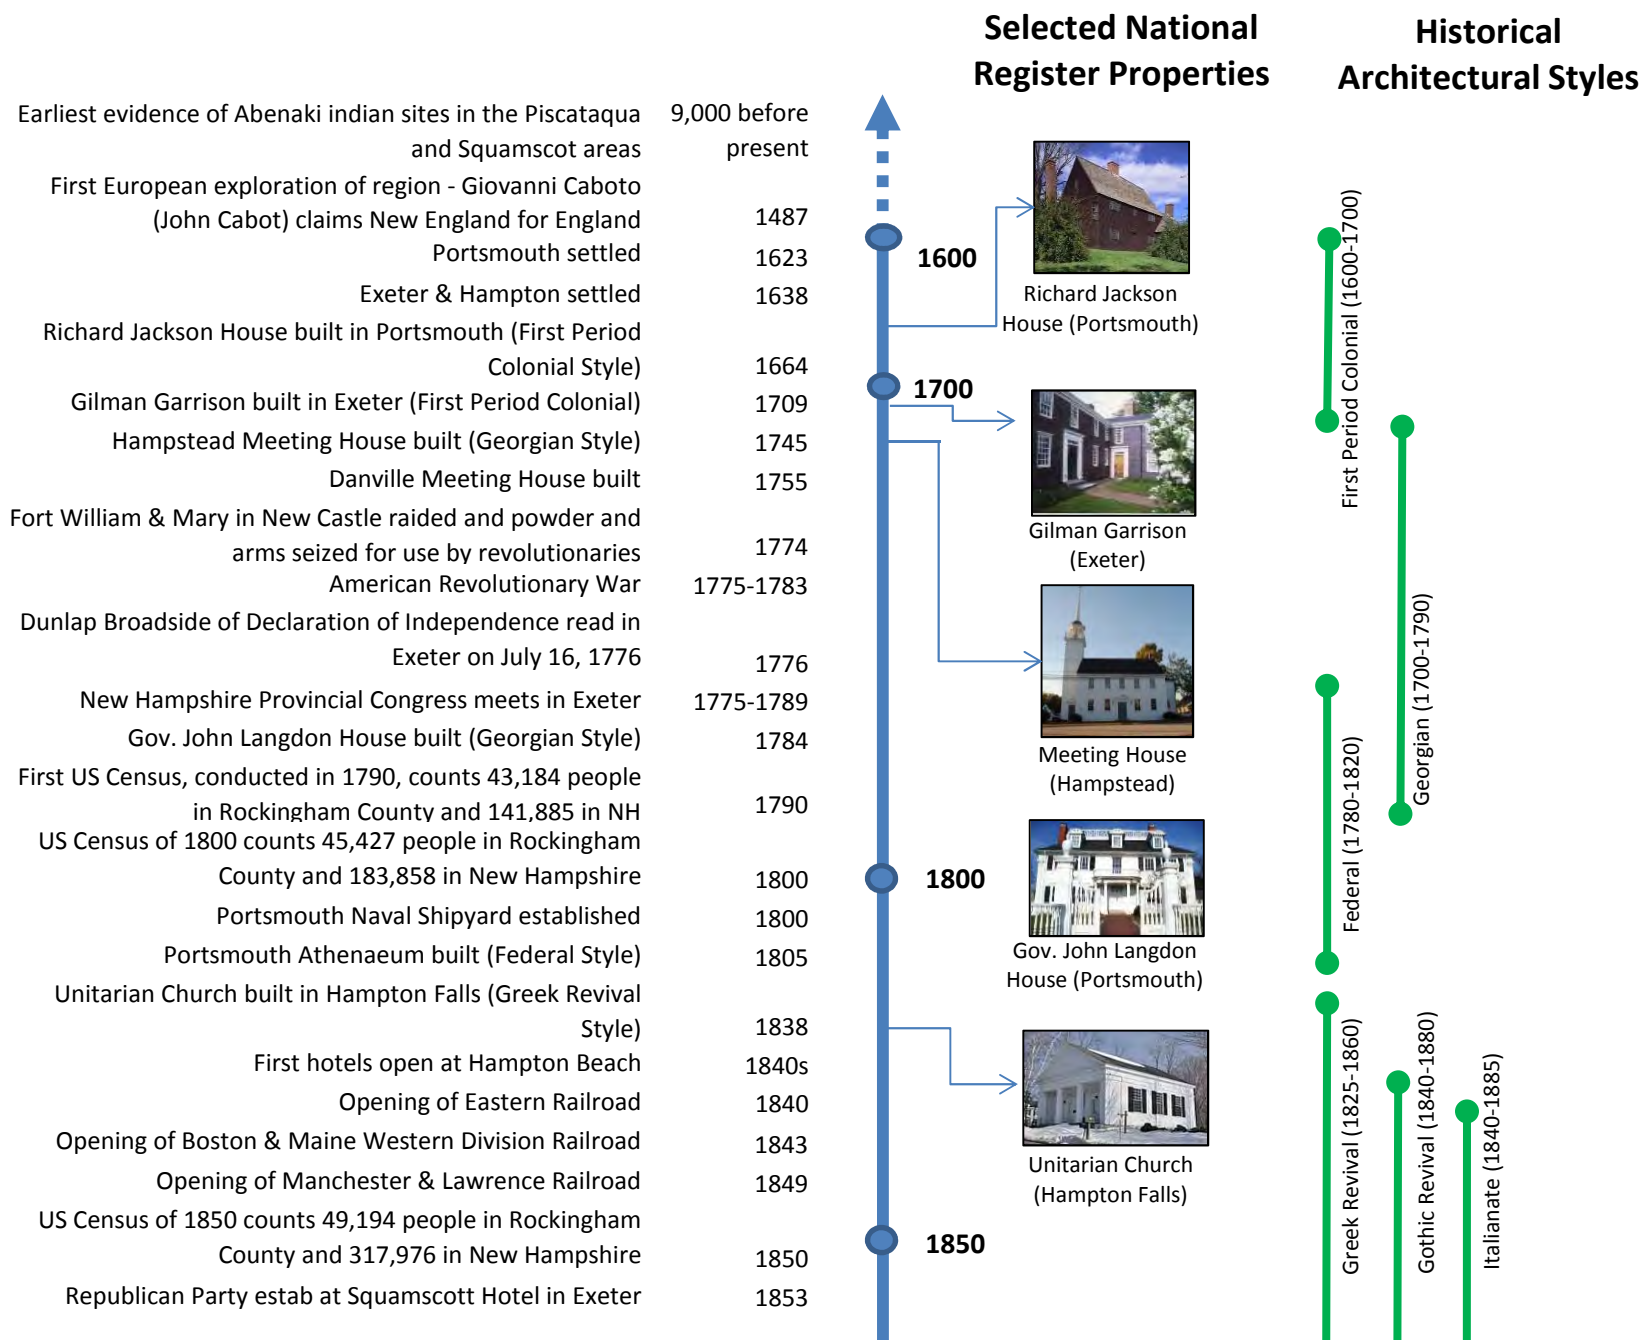 Selected National
Register Properties
Historical
Architectural Styles
Earliest evidence of Abenaki indian sites in the Piscataqua
and Squamscot areas
9,000 before
present
First European exploration of region - Giovanni Caboto
(John Cabot) claims New England for England
1487
Portsmouth settled
1623
Exeter & Hampton settled
1638
Richard Jackson House built in Portsmouth (First Period
Colonial Style)
1664
Gilman Garrison built in Exeter (First Period Colonial)
1709
Hampstead Meeting House built (Georgian Style)
1745
Danville Meeting House built
1755
Fort William & Mary in New Castle raided and powder and
arms seized for use by revolutionaries
1774
American Revolutionary War
1775-1783
Dunlap Broadside of Declaration of Independence read in
Exeter on July 16, 1776
1776
New Hampshire Provincial Congress meets in Exeter
1775-1789
Gov. John Langdon House built (Georgian Style)
1784
First US Census, conducted in 1790, counts 43,184 people
in Rockingham County and 141,885 in NH
1790
US Census of 1800 counts 45,427 people in Rockingham
County and 183,858 in New Hampshire
1800
Portsmouth Naval Shipyard established
1800
Portsmouth Athenaeum built (Federal Style)
1805
Unitarian Church built in Hampton Falls (Greek Revival
Style)
1838
First hotels open at Hampton Beach
1840s
Opening of Eastern Railroad
1840
Opening of Boston & Maine Western Division Railroad
1843
Opening of Manchester & Lawrence Railroad
1849
US Census of 1850 counts 49,194 people in Rockingham
County and 317,976 in New Hampshire
1850
Republican Party estab at Squamscott Hotel in Exeter
1853
1600
1700
1800
1850
Richard Jackson
House (Portsmouth)
Gilman Garrison
(Exeter)
Meeting House
(Hampstead)
Gov. John Langdon
House (Portsmouth)
Unitarian Church
(Hampton Falls)
First Period Colonial (1600-1700)
Georgian (1700-1790)
Federal (1780-1820)
Greek Revival (1825-1860)
Gothic Revival (1840-1880)
Italianate (1840-1885)